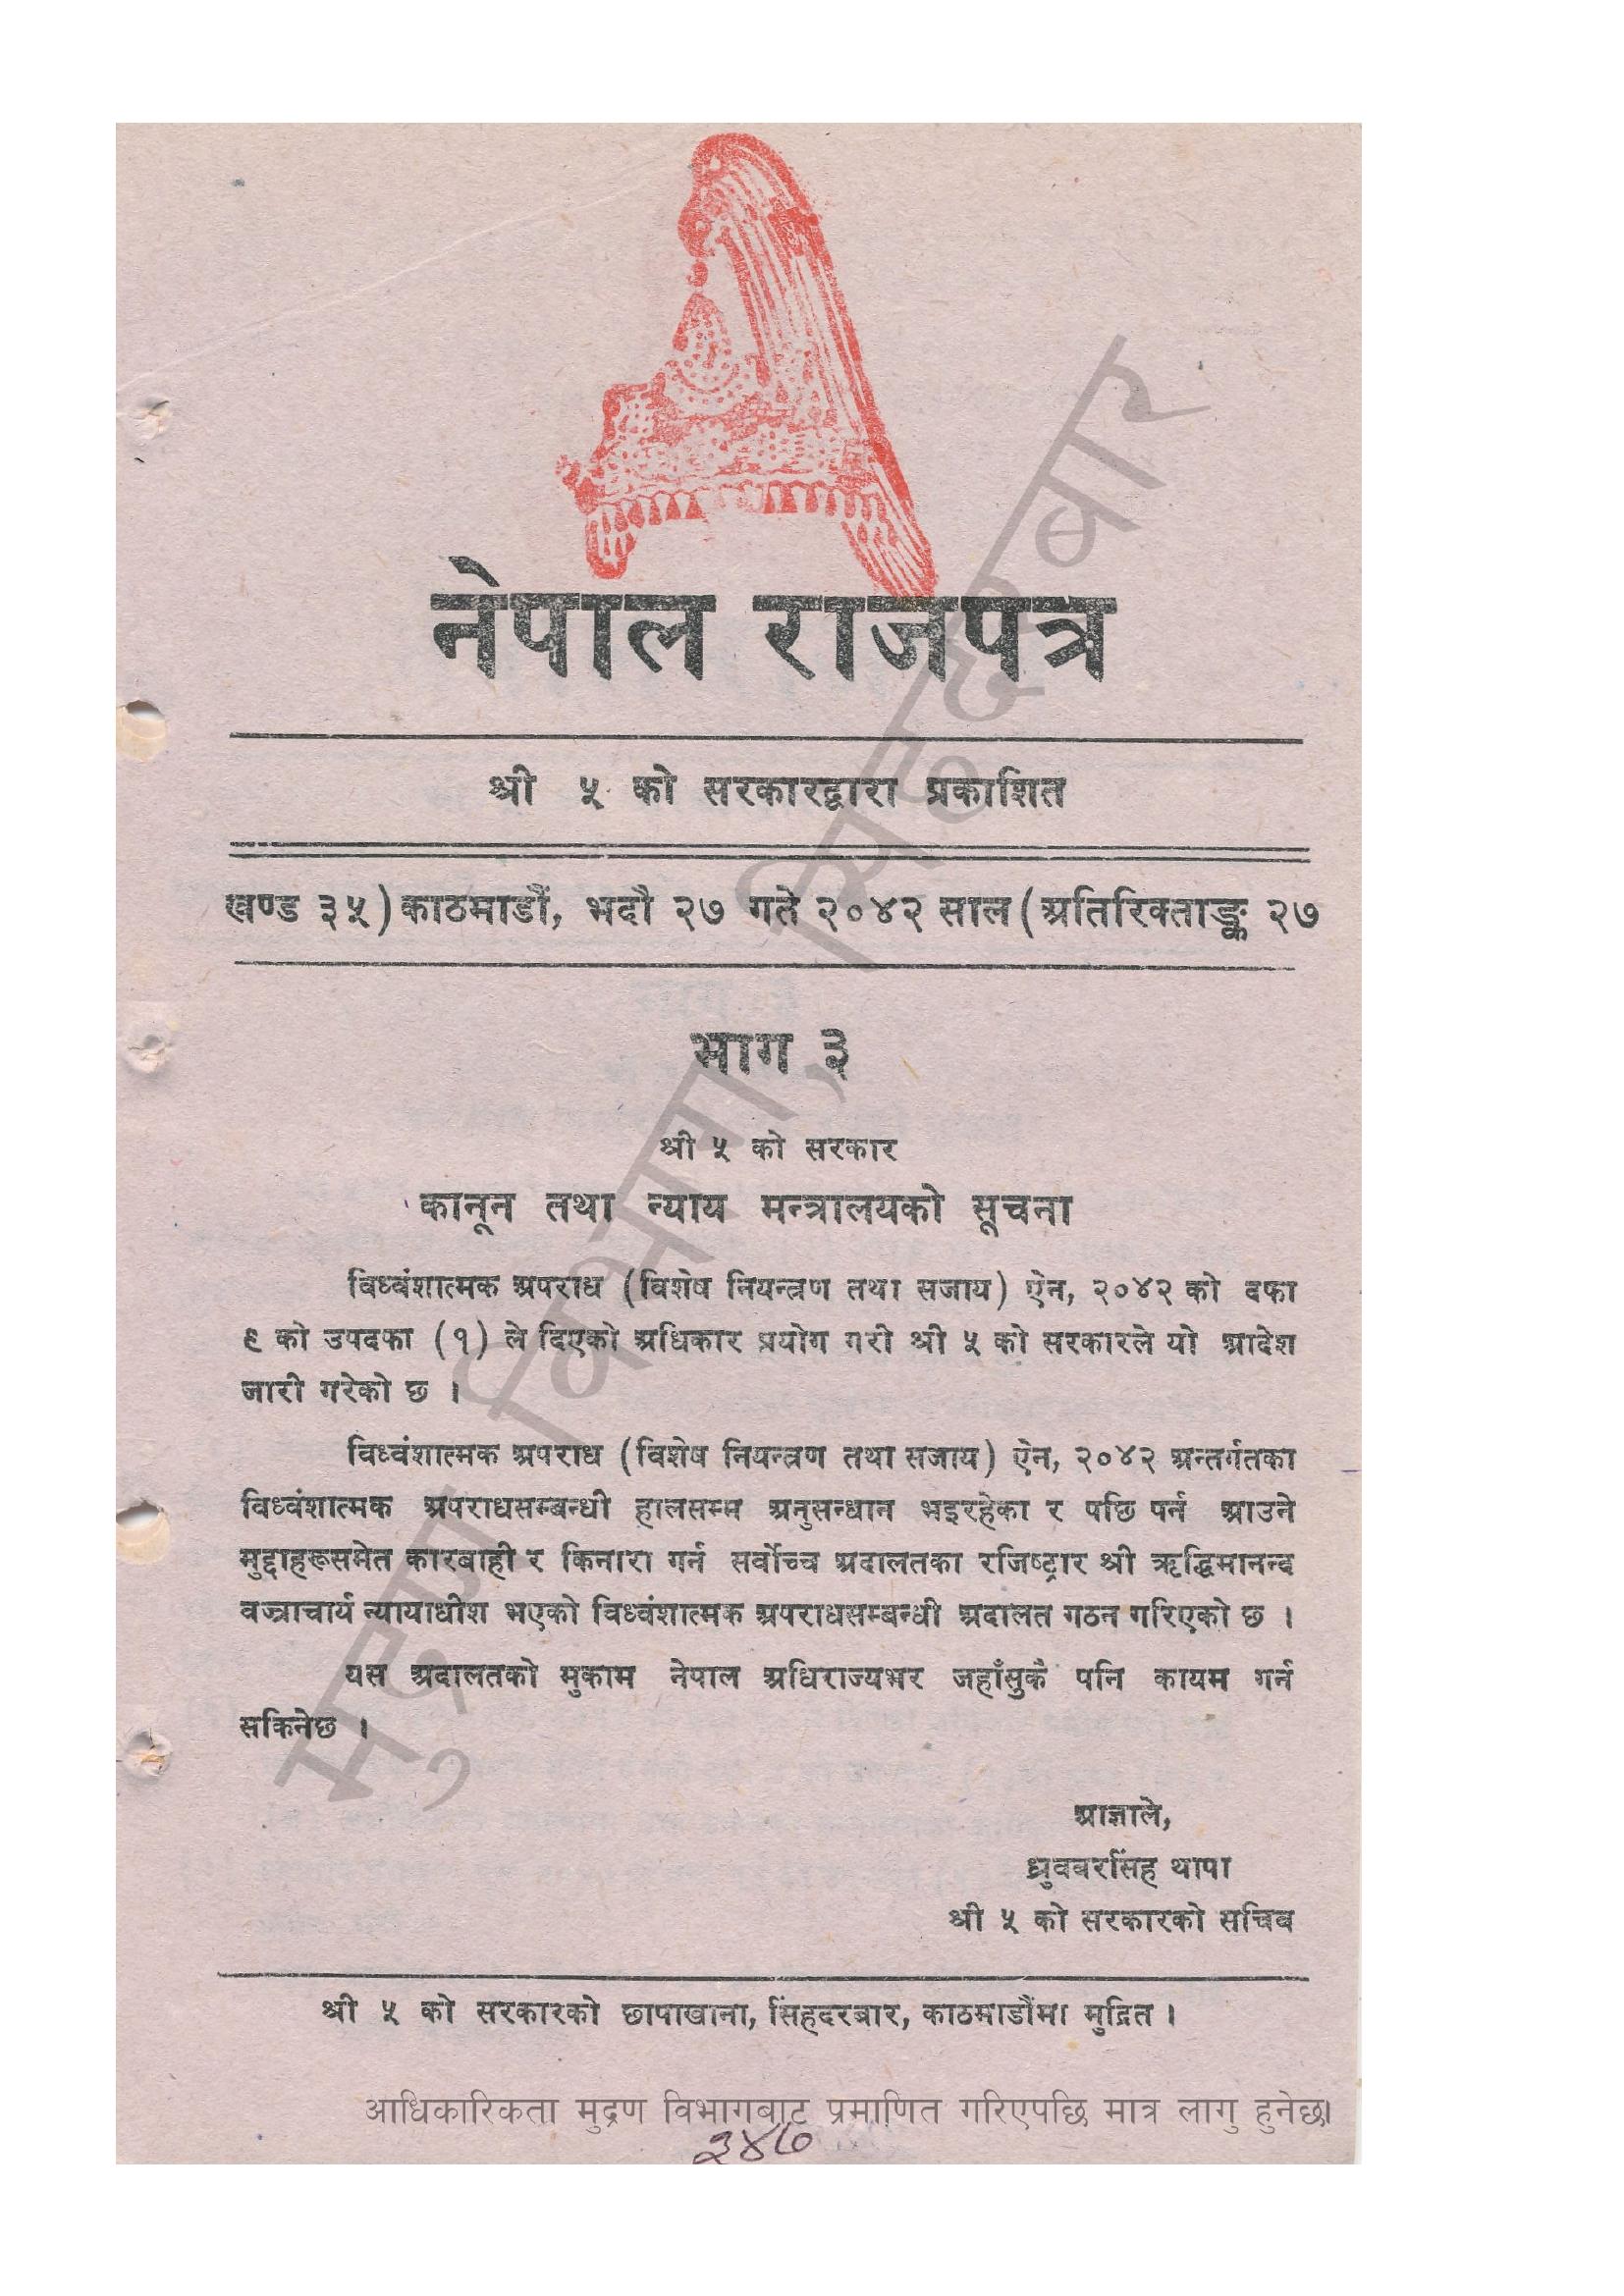 नेपाल राजपत्र
श्री ५ को सरकारद्वारा प्रकाशित
खण्ड ३५) काठमाडौं, भदौ २७ गते २०४२ साल (अतिरिक्ताङ्क २७
भाग ३
श्री ५ को सरकार
कानून तथा न्याय मन्त्रालयको सूचना
विध्वंशात्मक अपराध (विशेष नियन्त्रण तथा सजाय) ऐन, २०४२ को दफा
९ को उपदफा (१) ले दिएको अधिकार प्रयोग गरी श्री ५ को सरकारले यो आदेश
जारी गरेको छ ।
विध्वंशात्मक अपराध (विशेष नियन्त्रण तथा सजाय) ऐन, २०४२ अन्तर्गतका
विध्वंशात्मक अपराधसम्बन्धी हालसम्म अनुसन्धान भइरहेका र पछि पर्न आउने
मुद्दाहरूसमेत कारबाही र किनारा गर्न सर्वोच्च अदालतका रजिष्ट्रार श्री ऋद्धिमानन्द
वज्राचार्य न्यायाधीश भएको विध्वंशात्मक अपराधसम्बन्धी अदालत गठन गरिएको छ ।
यस अदालतको मुकाम नेपाल अधिराज्यभर जहाँसुकै पनि कायम गर्न
सकिनेछ ।
आज्ञाले,
ध्रुवबरसिंह थापा
श्री ५ को सरकारको सचिव
श्री ५ को सरकारको छापाखाना, सिंहदरबार, काठमाडौंमा मुद्रित ।
आधिकारिकता मुद्रण विभागबाट प्रमाणित गरिएपछि मात्र लागु हुनेछ।
३४७
मुद्रण विभाग, सिंहदरबार